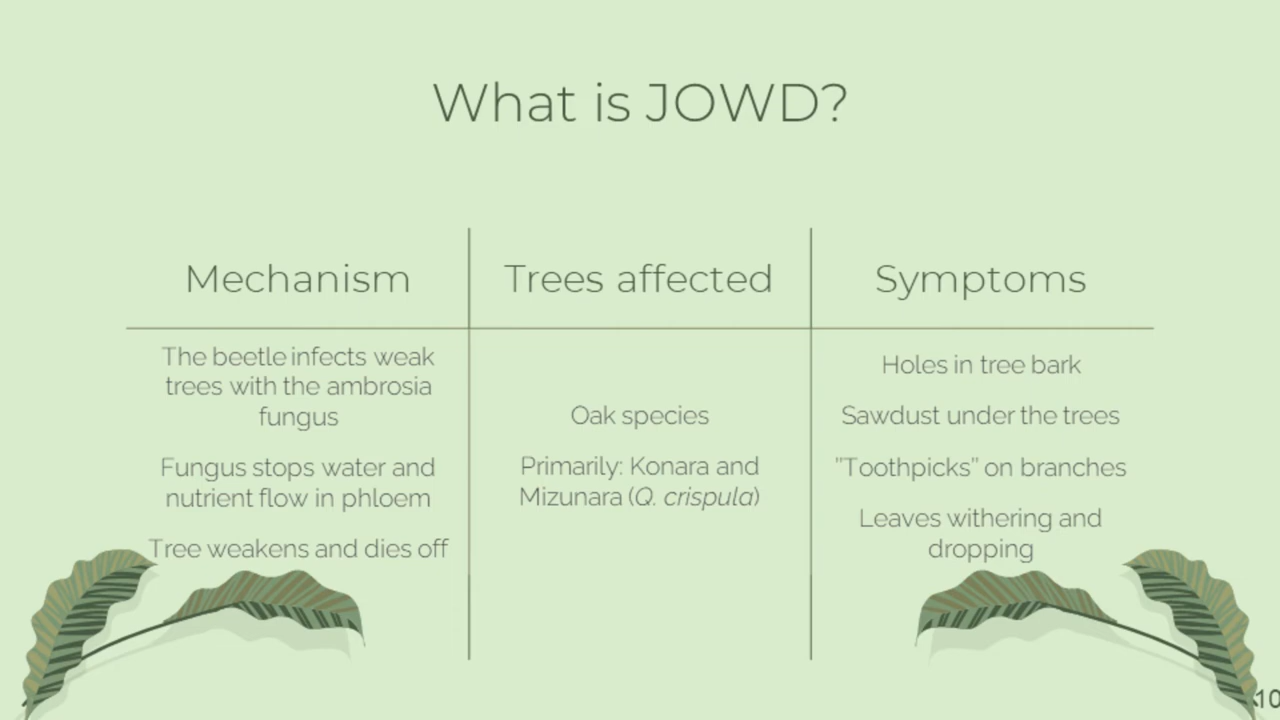 What is JOWD?
Mechanism
Trees affected
Symptoms
The beetle infects weak
trees with the ambrosia
fungus
Fungus stops water and
nutrient flow in phloem
Tree weakens and dies off
Oak species
Primarily: Konara and
Mizunara (Q. crispula)
Holes in tree bark
Sawdust under the trees
"Toothpicks" on branches
Leaves withering and
dropping
10